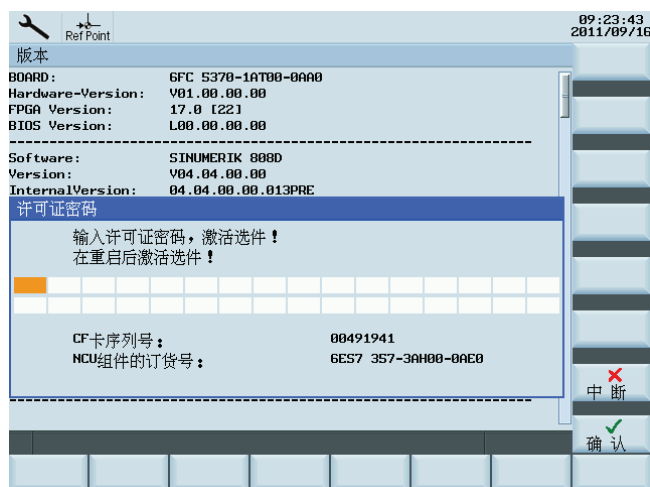 Ref Point
09:23:43
2011/09/16
版本
BOARD: 6FC 5370-1AT00-0AA0
Hardware-Version: V01.00.00.00
FPGA Version: 17.0 [22]
BIOS Version: L00.00.00.00
Software: SINUMERIK 808D
Version: V04.04.00.00
InternalVersion: 04.04.00.00.013PRE
许可证密码
输入许可证密码，激活选件！
在重启后激活选件！
CF卡序列号： 00491941
NCU组件的订货号： 6ES7 357-3AH00-0AE0
中断
确认